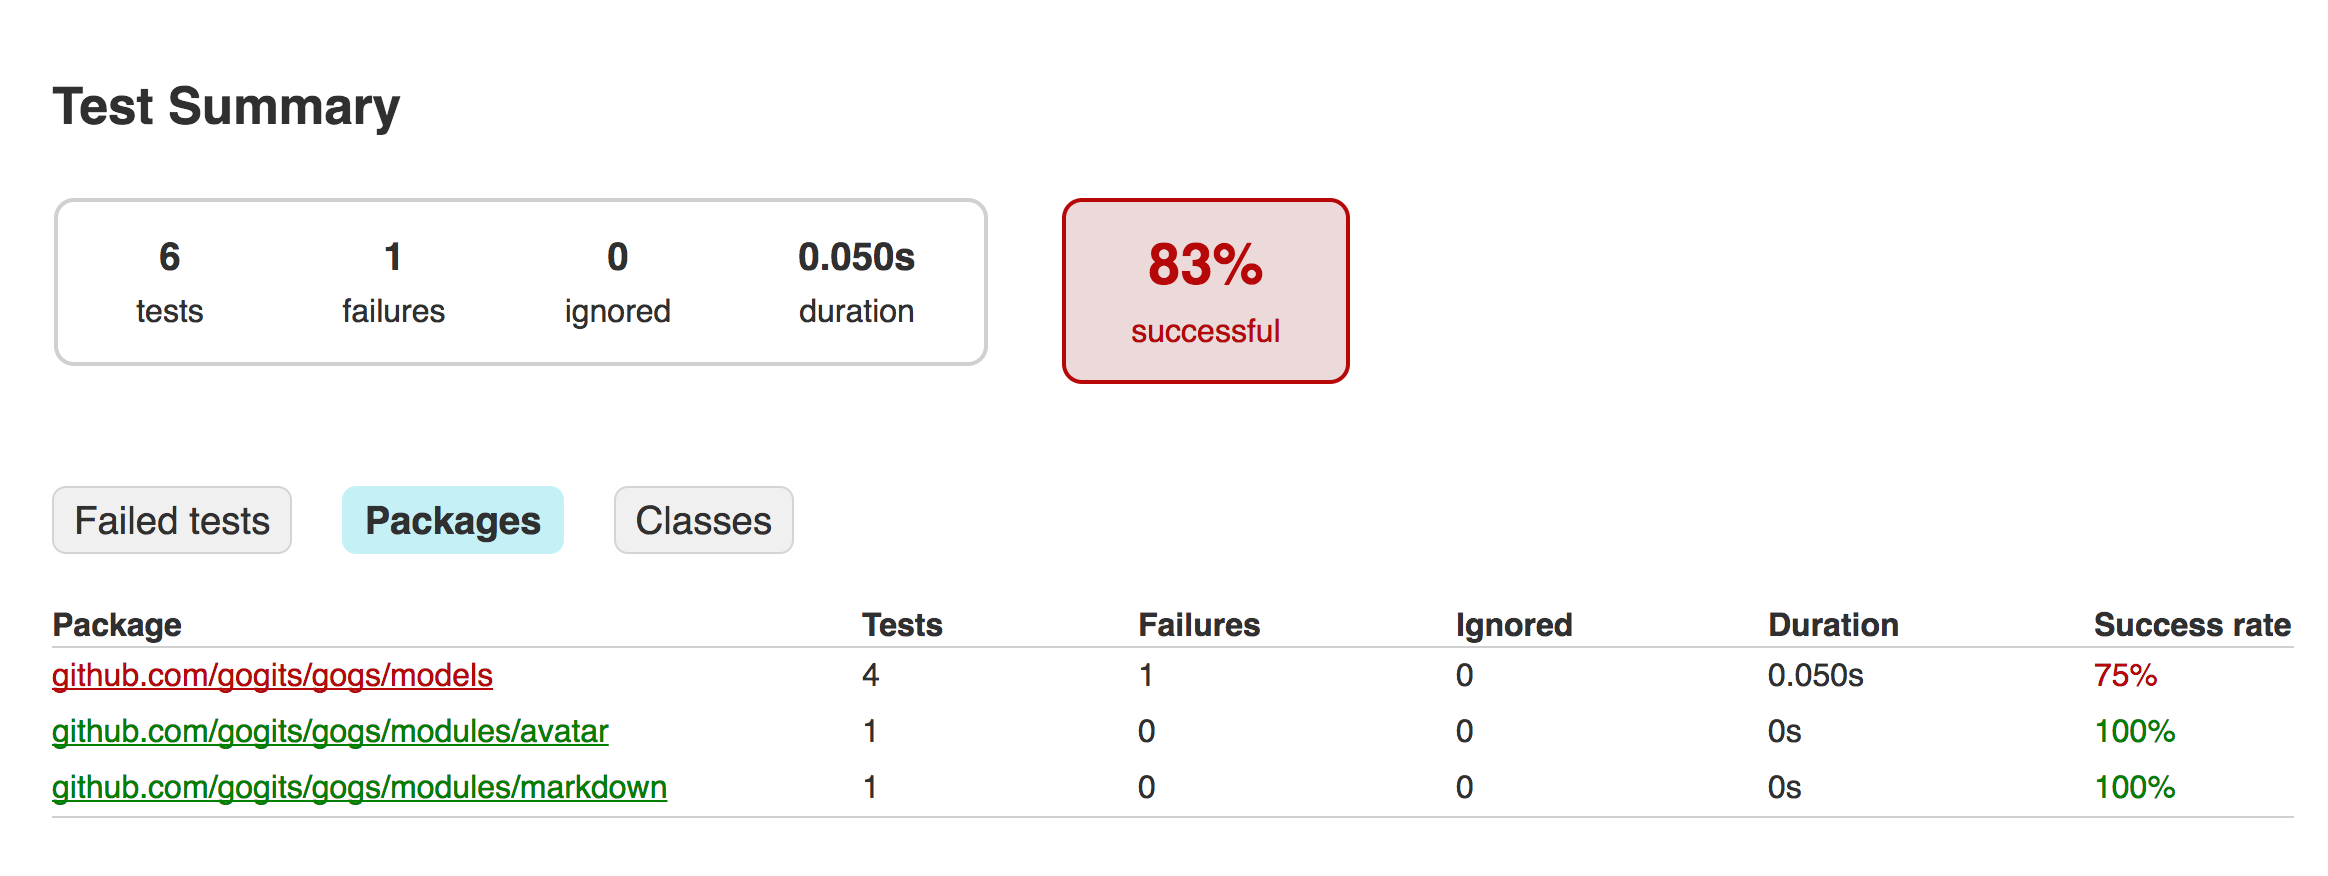 Test Summary
6 1 0 0.050s
tests failures ignored duration
83%
successful
Failed tests Packages Classes
Package Tests Failures Ignored Duration Success rate
github.com/gogits/gogs/models 4 1 0 0.050s 75%
github.com/gogits/gogs/modules/avatar 1 0 0 0s 100%
github.com/gogits/gogs/modules/markdown 1 0 0 0s 100%